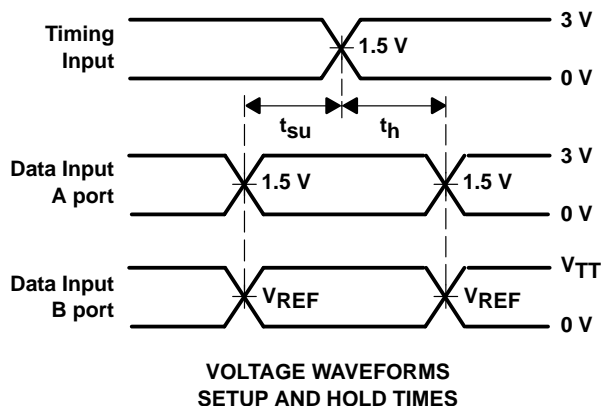 3 V
Timing
Input
1.5 V
0 V
tsu
th
3 V
Data Input
A port
1.5 V
1.5 V
0 V
VTT
Data Input
B port
VREF
VREF
0 V
VOLTAGE WAVEFORMS
SETUP AND HOLD TIMES